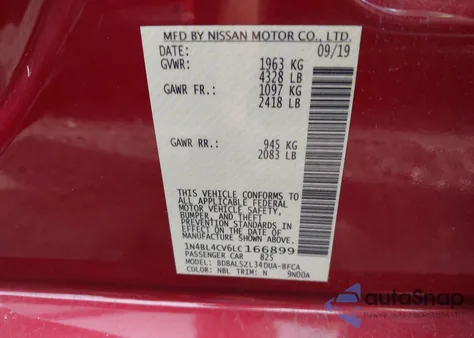 MFD BY NISSAN MOTOR CO., LTD.
DATE: 09/19
GVWR: 1963 KG
4328 LB
GAWR FR.: 1097 KG
2418 LB
GAWR RR.: 945 KG
2083 LB
THIS VEHICLE CONFORMS TO
ALL APPLICABLE FEDERAL
MOTOR VEHICLE SAFETY,
BUMPER, AND THEFT
PREVENTION STANDARDS
IN EFFECT ON THE DATE OF
MANUFACTURE SHOWN ABOVE.
1N4BL4CV6LC166899
PASSENGER CAR 825
MODEL: BDBALSZL34DUA-BFCA
COLOR: NBL TRIM: N 9N00A
autoSnap